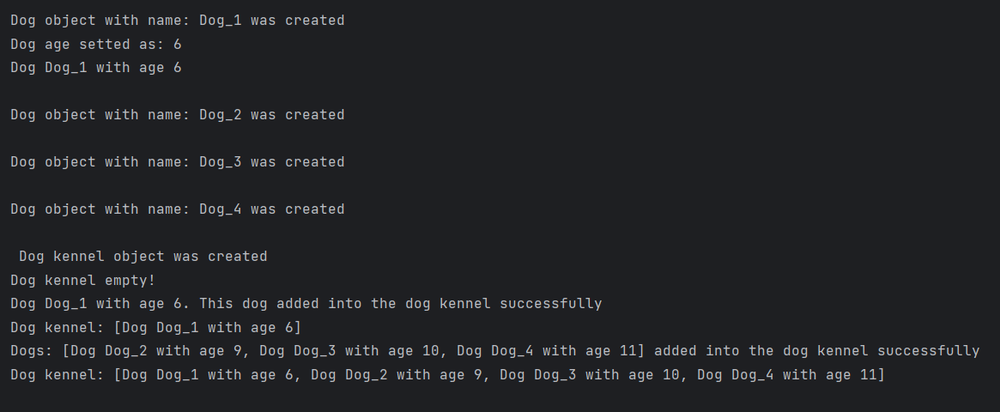 Dog object with name: Dog_1 was created
Dog age setted as: 6
Dog Dog_1 with age 6
Dog object with name: Dog_2 was created
Dog object with name: Dog_3 was created
Dog object with name: Dog_4 was created
Dog kennel object was created
Dog kennel empty!
Dog Dog_1 with age 6. This dog added into the dog kennel successfully
Dog kennel: [Dog Dog_1 with age 6]
Dogs: [Dog Dog_2 with age 9, Dog Dog_3 with age 10, Dog Dog_4 with age 11] added into the dog kennel successfully
Dog kennel: [Dog Dog_1 with age 6, Dog Dog_2 with age 9, Dog Dog_3 with age 10, Dog Dog_4 with age 11]